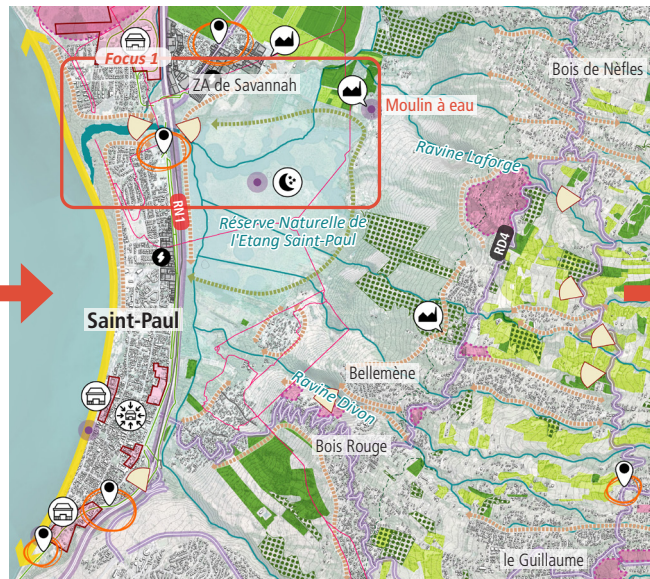 Focus 1
ZA de Savannah
Bois de Nèfles
Moulin à eau
Ravine Laforge
RN1
Réserve Naturelle de
l'Etang Saint-Paul
RD4
Saint-Paul
Bellemène
Ravine Divon
Bois Rouge
le Guillaume